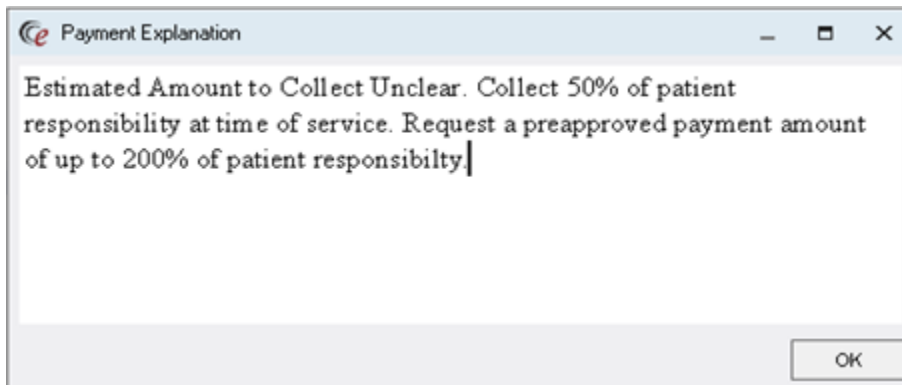 Payment Explanation
Estimated Amount to Collect Unclear. Collect 50% of patient
responsibility at time of service. Request a preapproved payment amount
of up to 200% of patient responsibilty.
OK